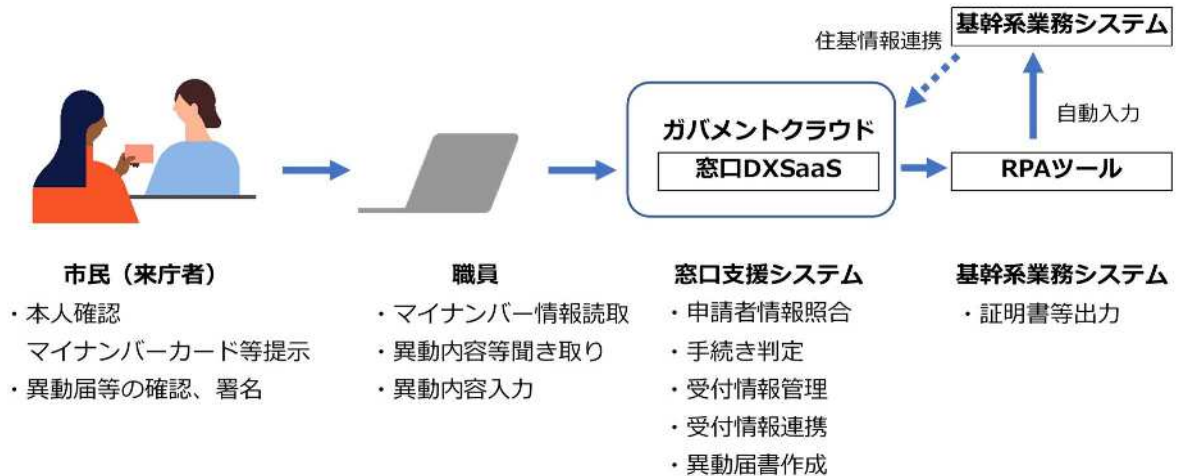 基幹系業務システム
住基情報連携
自動入力
ガバメントクラウド
窓口DXSaaS
RPAツール
市民（来庁者）
・本人確認
マイナンバーカード等提示
・異動届等の確認、署名
職員
・マイナンバー情報読取
・異動内容等聞き取り
・異動内容入力
窓口支援システム
・申請者情報照合
・手続き判定
・受付情報管理
・受付情報連携
・異動届書作成
基幹系業務システム
・証明書等出力